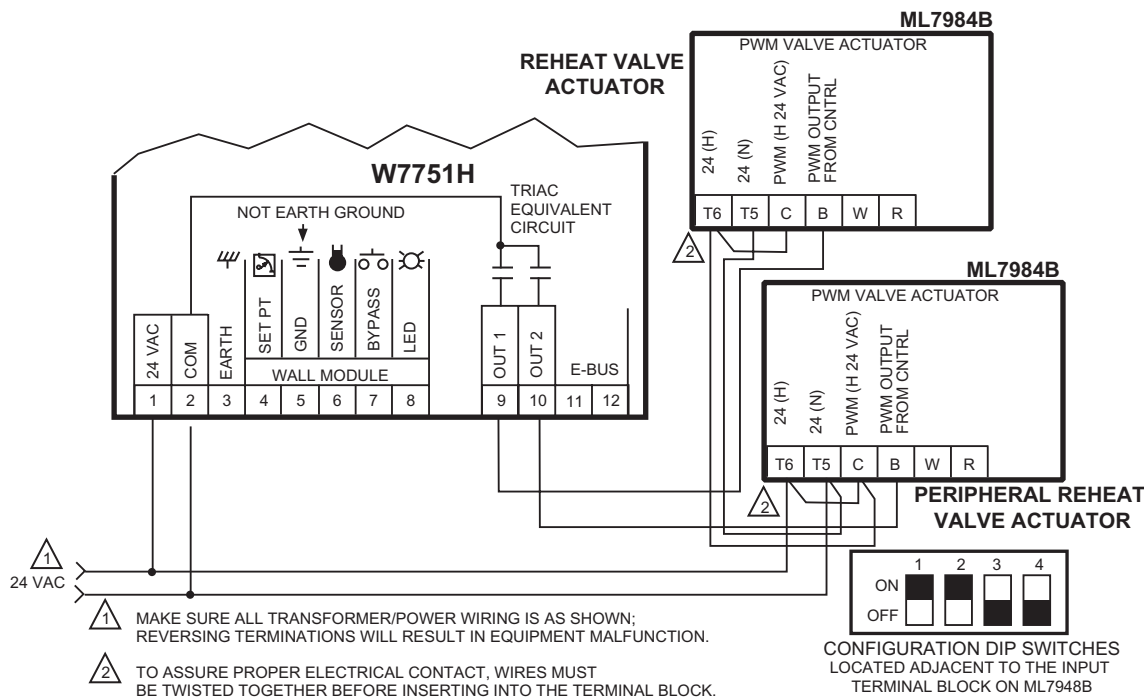 ML7984B
PWM VALVE ACTUATOR
REHEAT VALVE
ACTUATOR
24 (H)
24 (N)
PWM (H 24 VAC)
PWM OUTPUT
FROM CNTRL
T6 T5 C B W R
2
W7751H
TRIAC
EQUIVALENT
CIRCUIT
NOT EARTH GROUND
24 VAC
COM
EARTH
SET PT
GND
SENSOR
BYPASS
LED
WALL MODULE
OUT 1
OUT 2
E-BUS
1 2 3 4 5 6 7 8 9 10 11 12
ML7984B
PWM VALVE ACTUATOR
24 (H)
24 (N)
PWM (H 24 VAC)
PWM OUTPUT
FROM CNTRL
T6 T5 C B W R
2
PERIPHERAL REHEAT
VALVE ACTUATOR
1
24 VAC
1 2 3 4
ON
OFF
CONFIGURATION DIP SWITCHES
LOCATED ADJACENT TO THE INPUT
TERMINAL BLOCK ON ML7948B
1 MAKE SURE ALL TRANSFORMER/POWER WIRING IS AS SHOWN;
REVERSING TERMINATIONS WILL RESULT IN EQUIPMENT MALFUNCTION.
2 TO ASSURE PROPER ELECTRICAL CONTACT, WIRES MUST
BE TWISTED TOGETHER BEFORE INSERTING INTO THE TERMINAL BLOCK.